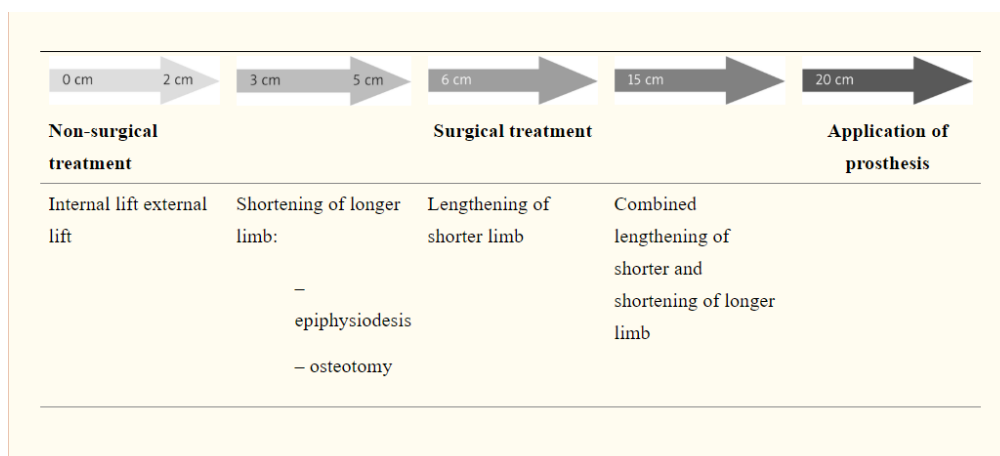 0 cm 2 cm 3 cm 5 cm 6 cm 15 cm 20 cm
Non-surgical
treatment
Surgical treatment
Application of
prosthesis
Internal lift external
lift
Shortening of longer
limb:
–
epiphysiodesis
– osteotomy
Lengthening of
shorter limb
Combined
lengthening of
shorter and
shortening of longer
limb